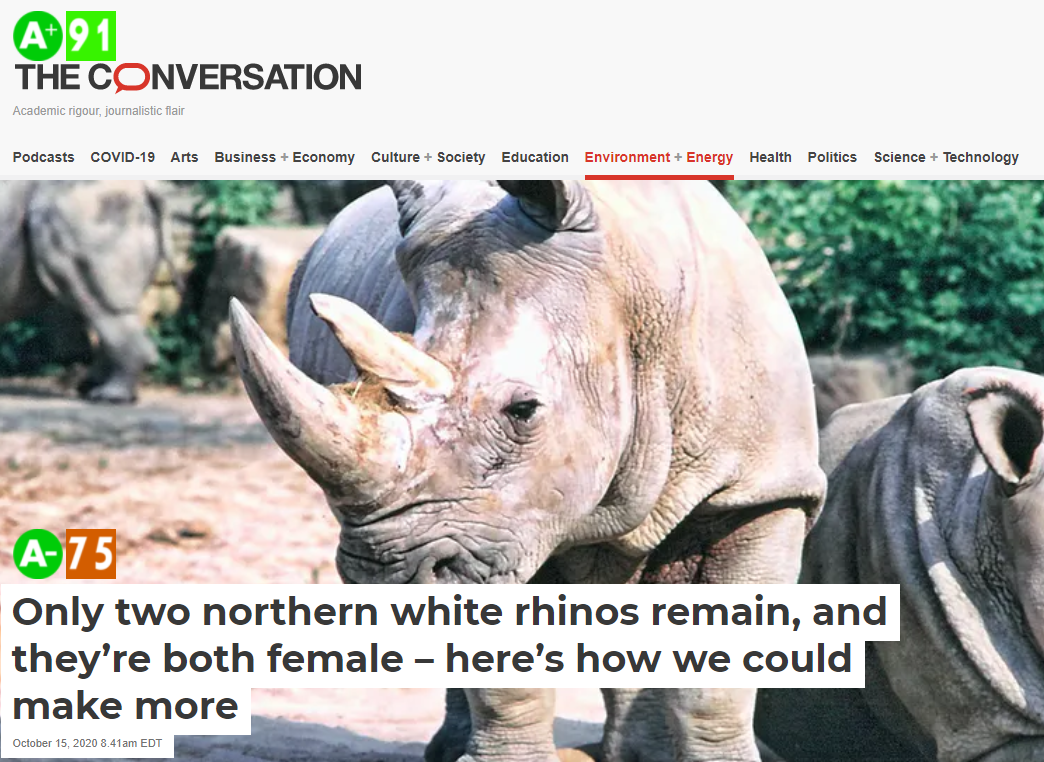 A+ 91
THE CONVERSATION
Academic rigour, journalistic flair
Podcasts COVID-19 Arts Business + Economy Culture + Society Education Environment + Energy Health Politics Science + Technology
A- 75
Only two northern white rhinos remain, and
they’re both female – here’s how we could
make more
October 15, 2020 8.41am EDT